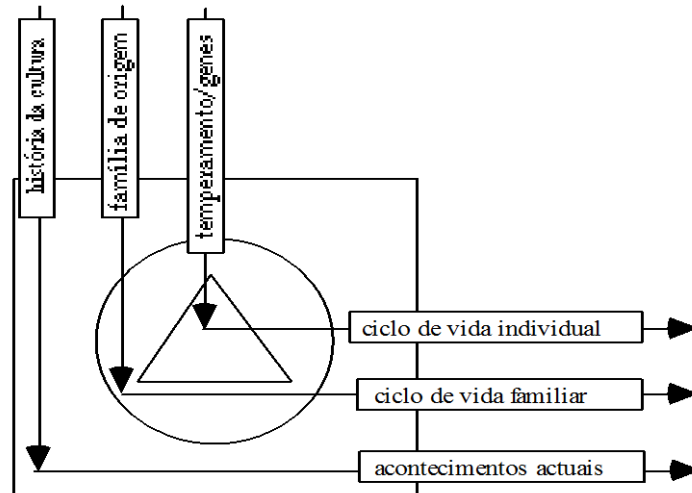 história da cultura
família de origem
temperamento/genes
ciclo de vida individual
ciclo de vida familiar
acontecimentos actuais